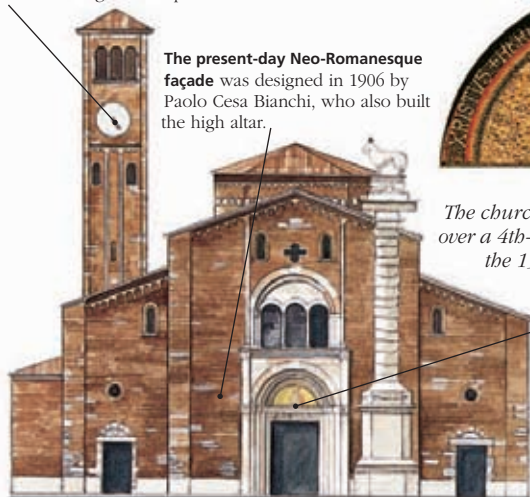 The present-day Neo-Romanesque
façade was designed in 1906 by
Paolo Cesa Bianchi, who also built
the high altar.
XRISTVS
The churc
over a 4th-
the 1